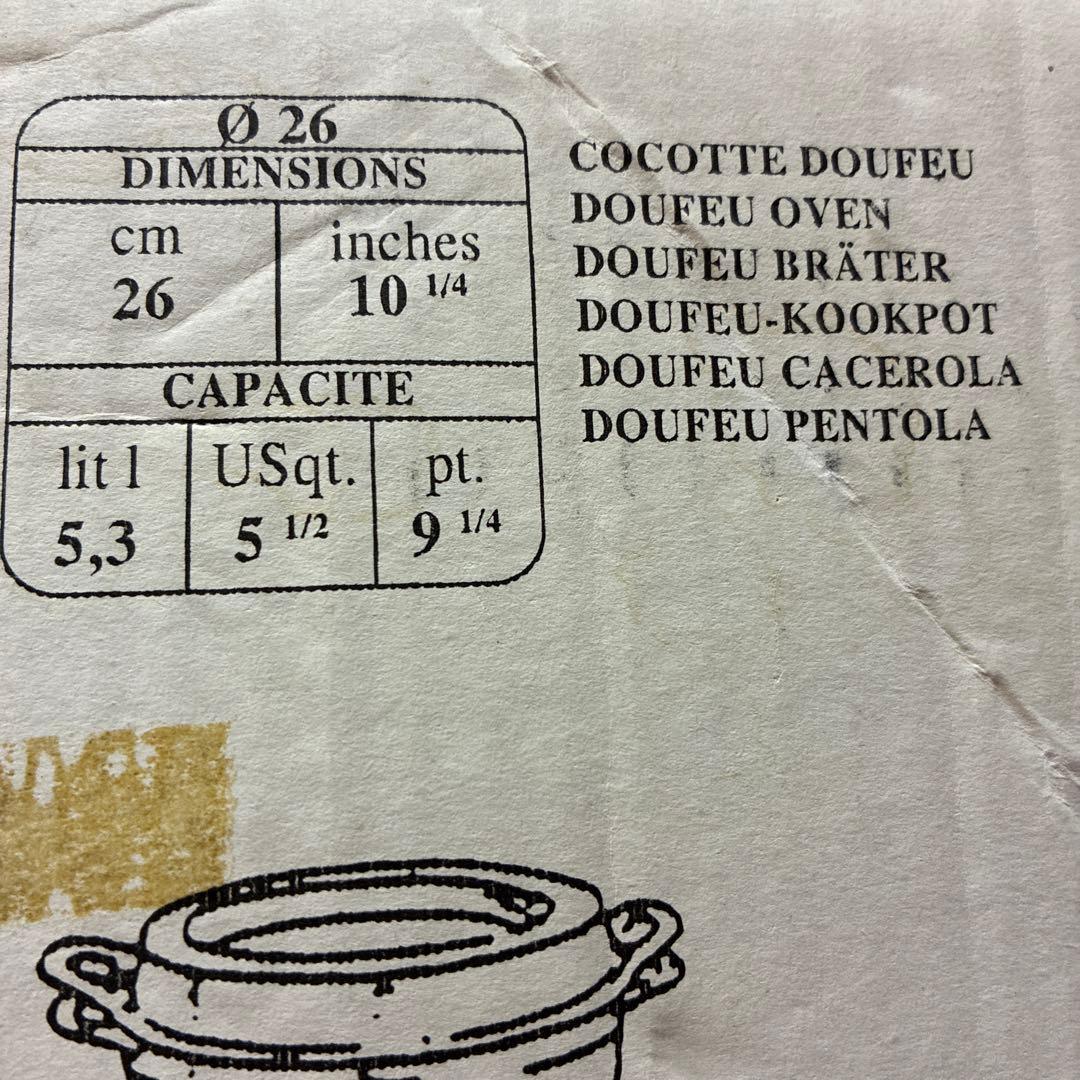 Ø 26
DIMENSIONS
cm inches
26 10 1/4
CAPACITE
lit l USqt. pt.
5,3 5 1/2 9 1/4
COCOTTE DOUFEU
DOUFEU OVEN
DOUFEU BRÄTER
DOUFEU-KOOKPOT
DOUFEU CACEROLA
DOUFEU PENTOLA